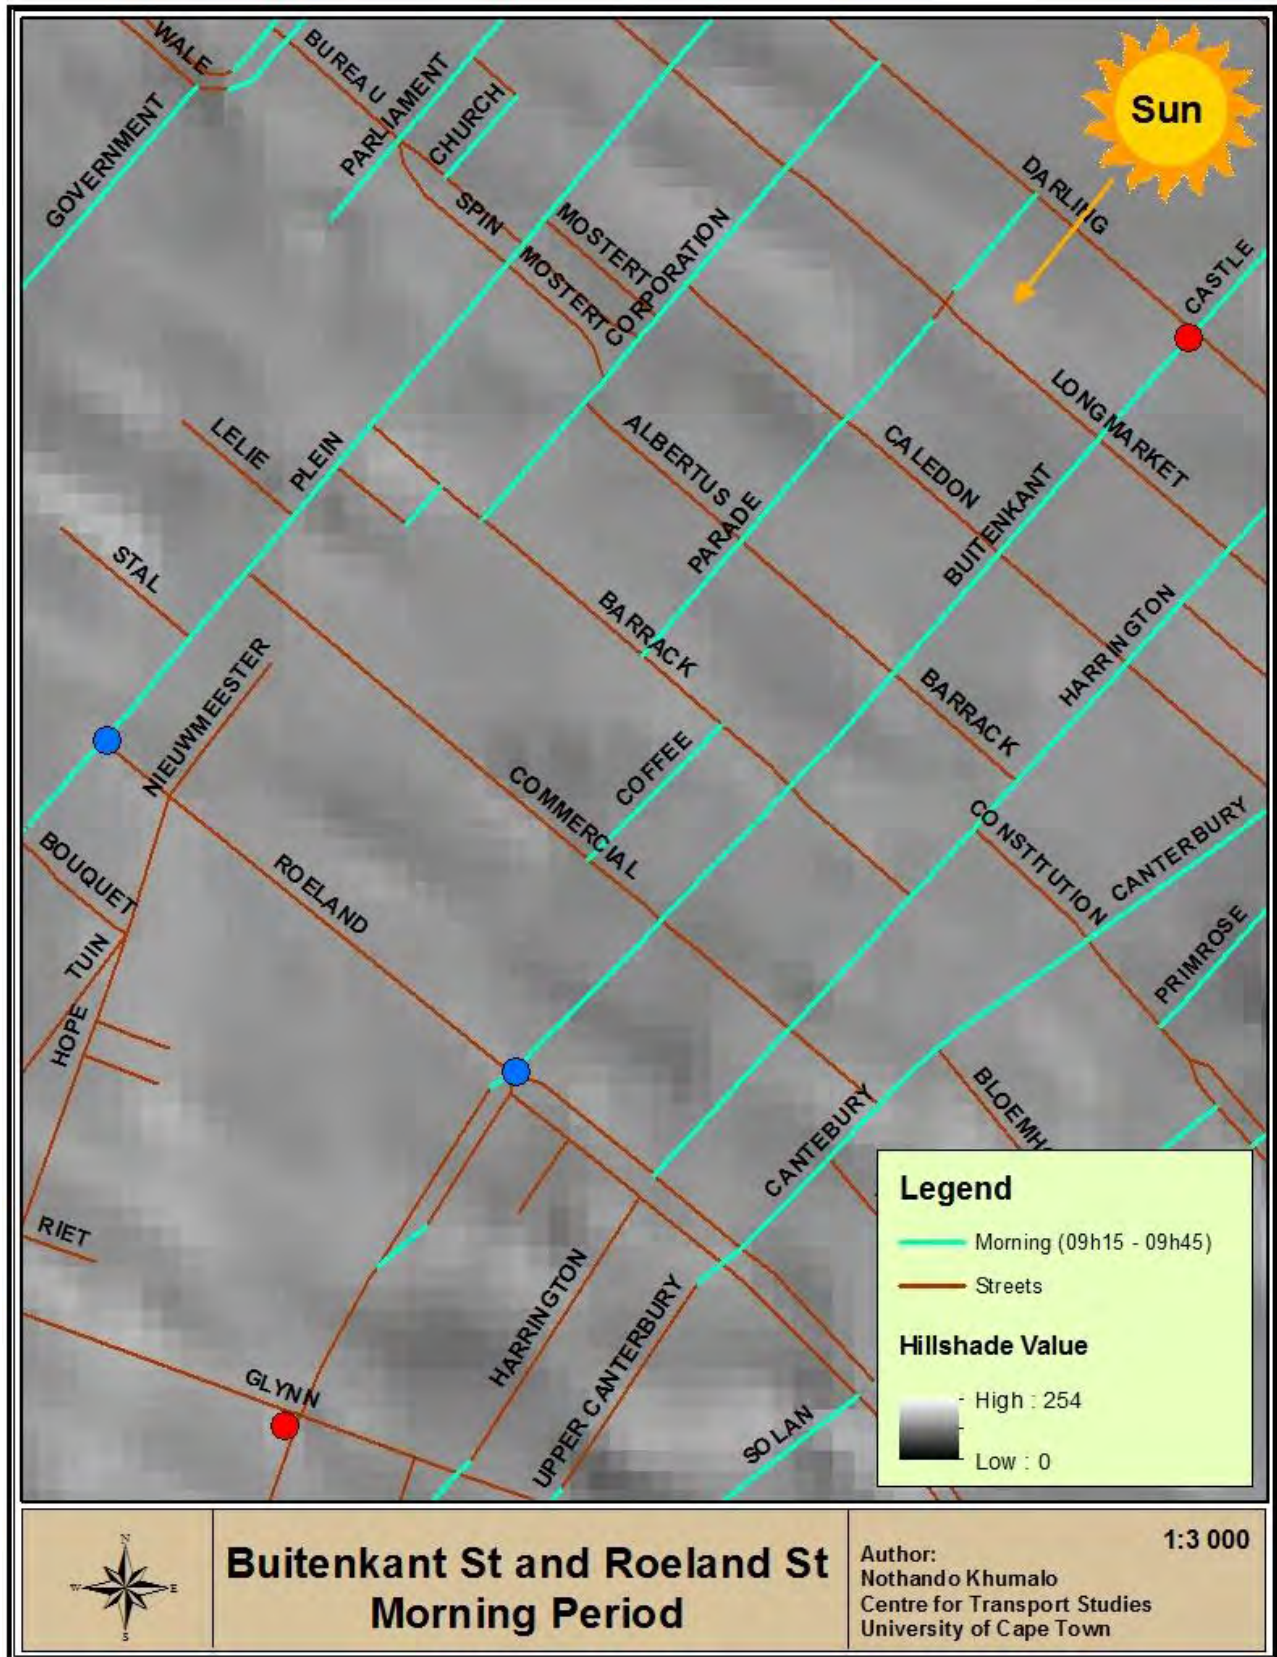 WALE
BUREAU
PARLIAMENT
CHURCH
GOVERNMENT
Sun
DARLING
SPIN
MOSTERT
MOSTERT
CORPORATION
CASTLE
LELIE
PLEIN
ALBERTUS
PARADE
CALEDON
LONGMARKET
BUITENKANT
STAL
BARRACK
HARRINGTON
NIEUWMEESTER
BARRACK
COFFEE
COMMERCIAL
CONSTITUTION
CANTERBURY
BOUQUET
ROELAND
TUIN
HOPE
PRIMROSE
CANTEBURY
BLOEMH
RIET
HARRINGTON
UPPER CANTERBURY
GLYNN
SOLAN
Legend
Morning (09h15 - 09h45)
Streets
Hillshade Value
High : 254
Low : 0
N
W
E
S
Buitenkant St and Roeland St
Morning Period
1:3 000
Author:
Nothando Khumalo
Centre for Transport Studies
University of Cape Town